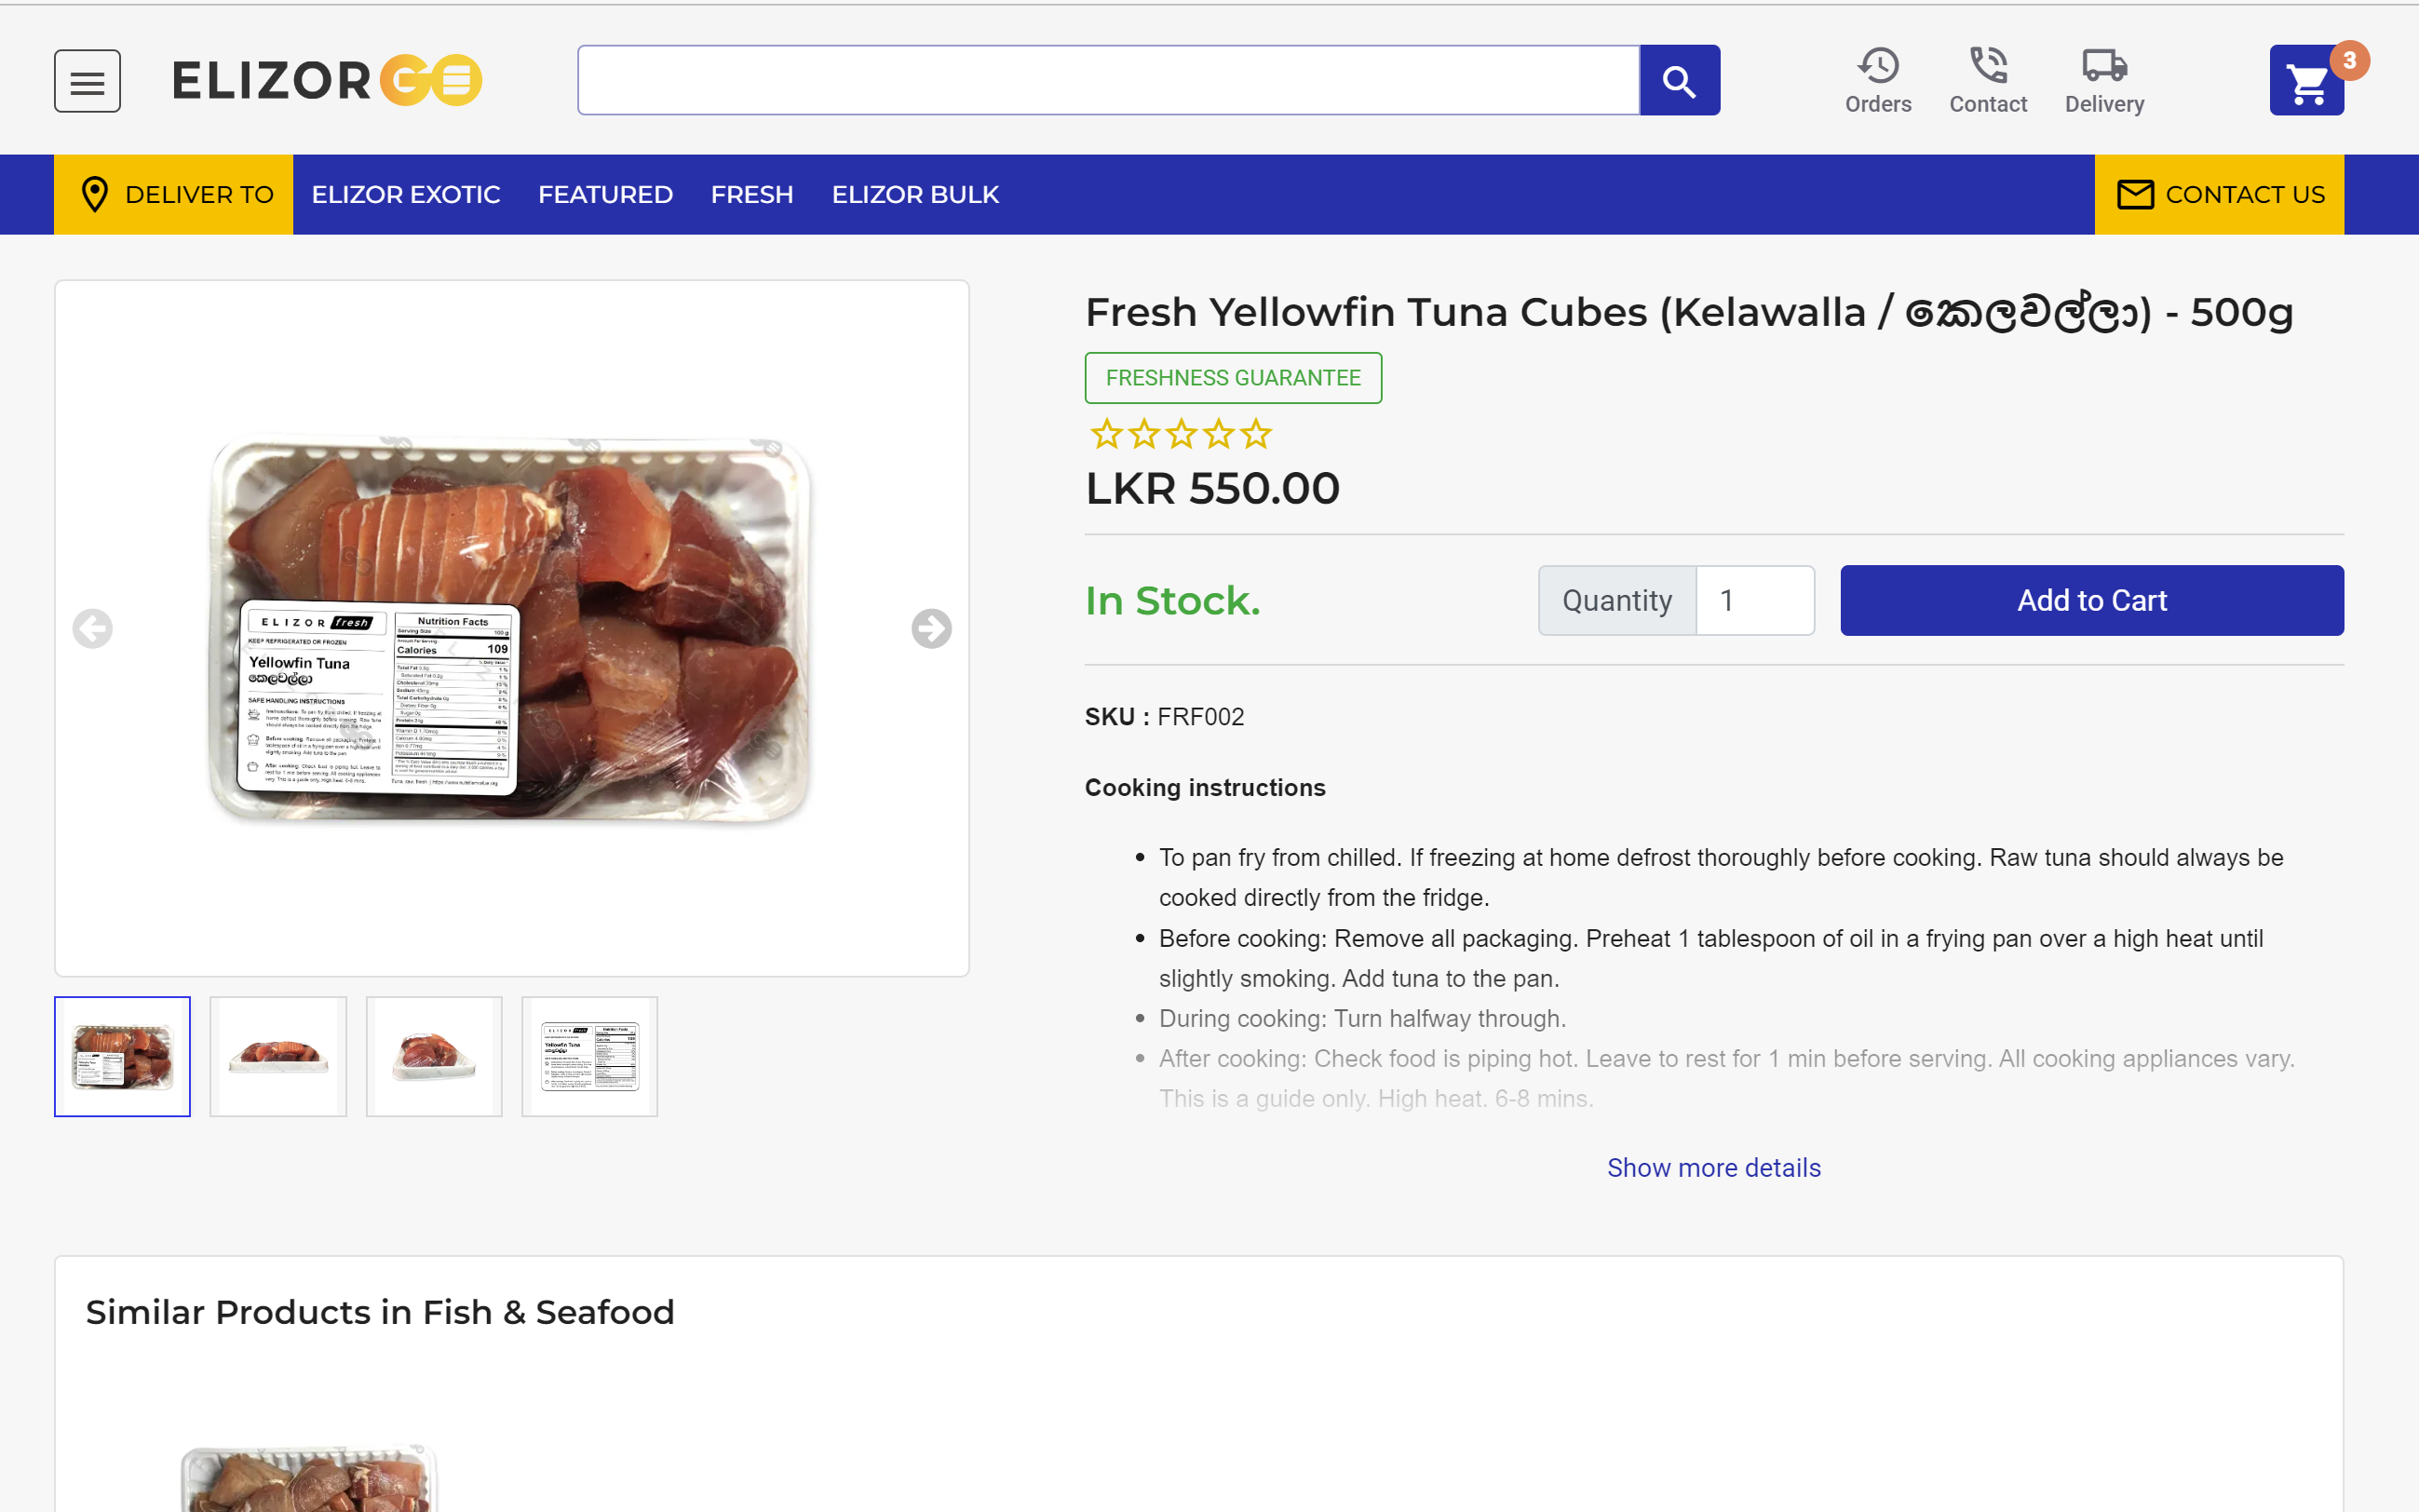 ELIZOR GO
Orders
Contact
Delivery
3
DELIVER TO
ELIZOR EXOTIC
FEATURED
FRESH
ELIZOR BULK
CONTACT US
Fresh Yellowfin Tuna Cubes (Kelawalla / කෙලවල්ලා) - 500g
FRESHNESS GUARANTEE
LKR 550.00
In Stock.
Quantity
1
Add to Cart
SKU : FRF002
Cooking instructions
To pan fry from chilled. If freezing at home defrost thoroughly before cooking. Raw tuna should always be
cooked directly from the fridge.
Before cooking: Remove all packaging. Preheat 1 tablespoon of oil in a frying pan over a high heat until
slightly smoking. Add tuna to the pan.
During cooking: Turn halfway through.
After cooking: Check food is piping hot. Leave to rest for 1 min before serving. All cooking appliances vary.
This is a guide only. High heat. 6-8 mins.
Show more details
ELIZOR fresh
KEEP REFRIGERATED OR FROZEN
Yellowfin Tuna
කෙලවල්ලා
SAFE HANDLING INSTRUCTIONS
Nutrition Facts
Serving Size 100 g
Calories 109
Similar Products in Fish & Seafood